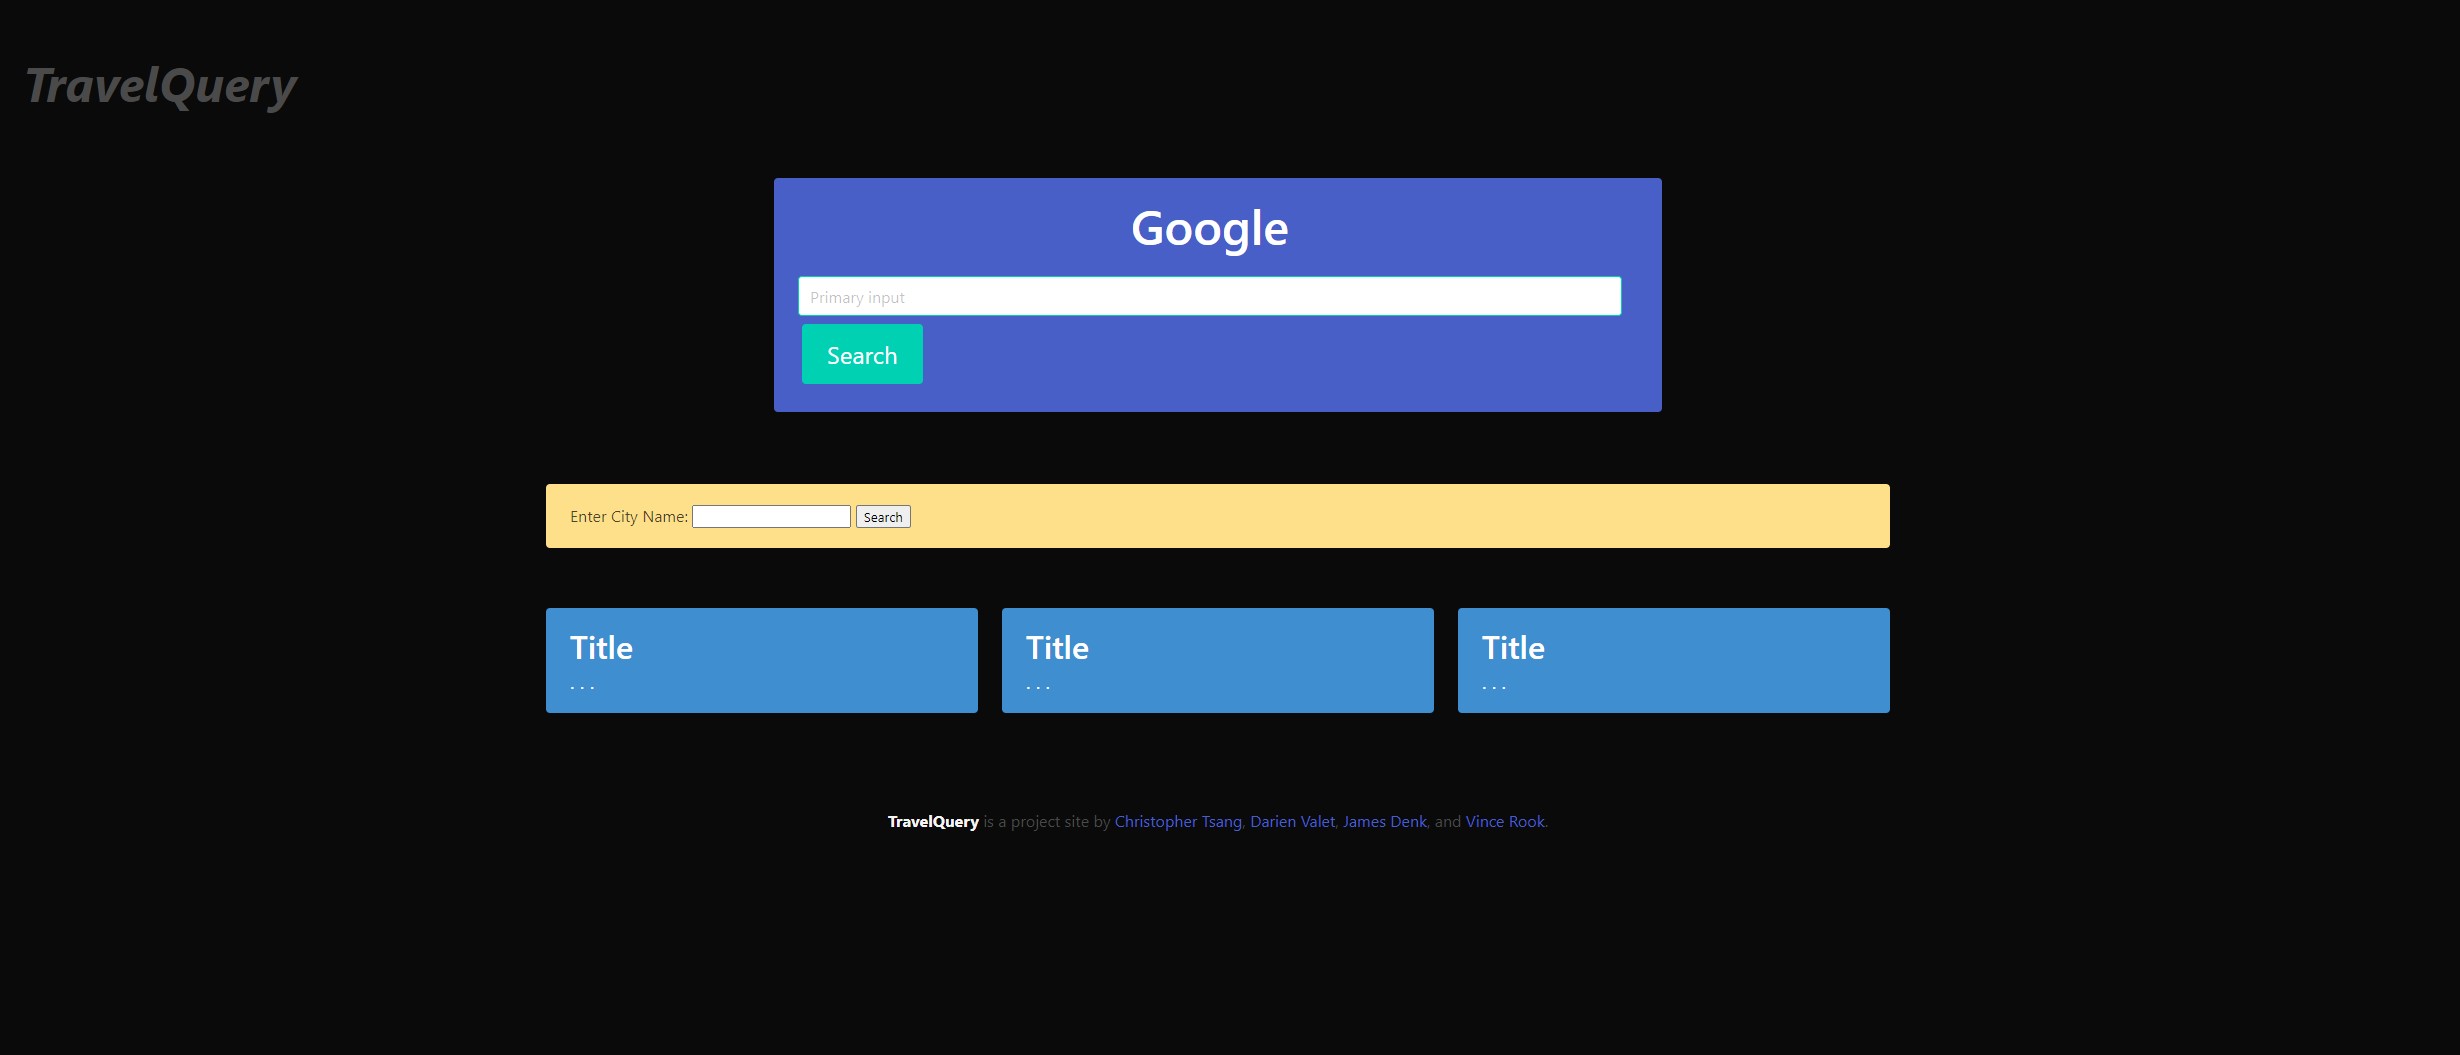 TravelQuery
Google
Primary input
Search
Enter City Name: Search
Title Title Title
. . . . . . . . .
TravelQuery is a project site by Christopher Tsang, Darien Valet, James Denk, and Vince Rook.